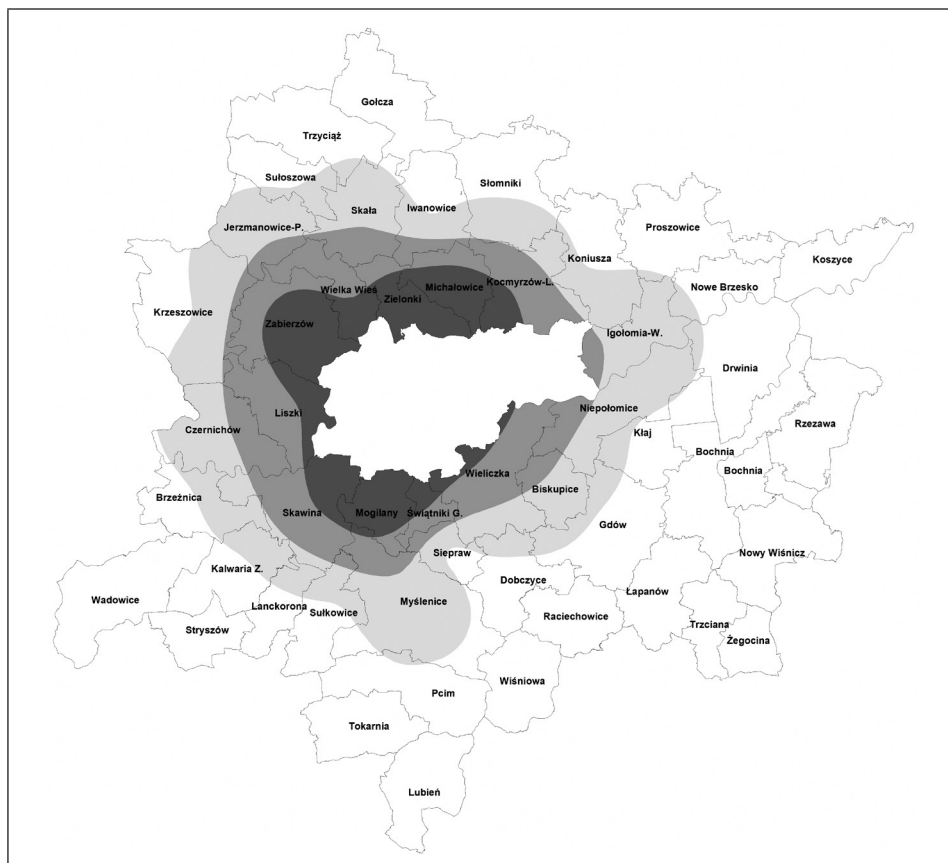 Gołcza
Trzyciąż
Sułoszowa
Słomniki
Skała
Iwanowice
Jerzmanowice-P.
Proszowice
Koniusza
Koszyce
Wielka Wieś
Michałowice
Kocmyrzów-L.
Nowe Brzesko
Zielonki
Krzeszowice
Zabierzów
Igołomia-W.
Drwinia
Liszki
Niepołomice
Rzezawa
Czernichów
Kłaj
Bochnia
Bochnia
Wieliczka
Biskupice
Brzeźnica
Skawina
Mogilany
Świątniki G.
Gdów
Siepraw
Nowy Wiśnicz
Kalwaria Z.
Dobczyce
Łapanów
Wadowice
Lanckorona
Myślenice
Sułkowice
Raciechowice
Trzciana
Stryszów
Żegocina
Wiśniowa
Pcim
Tokarnia
Lubień